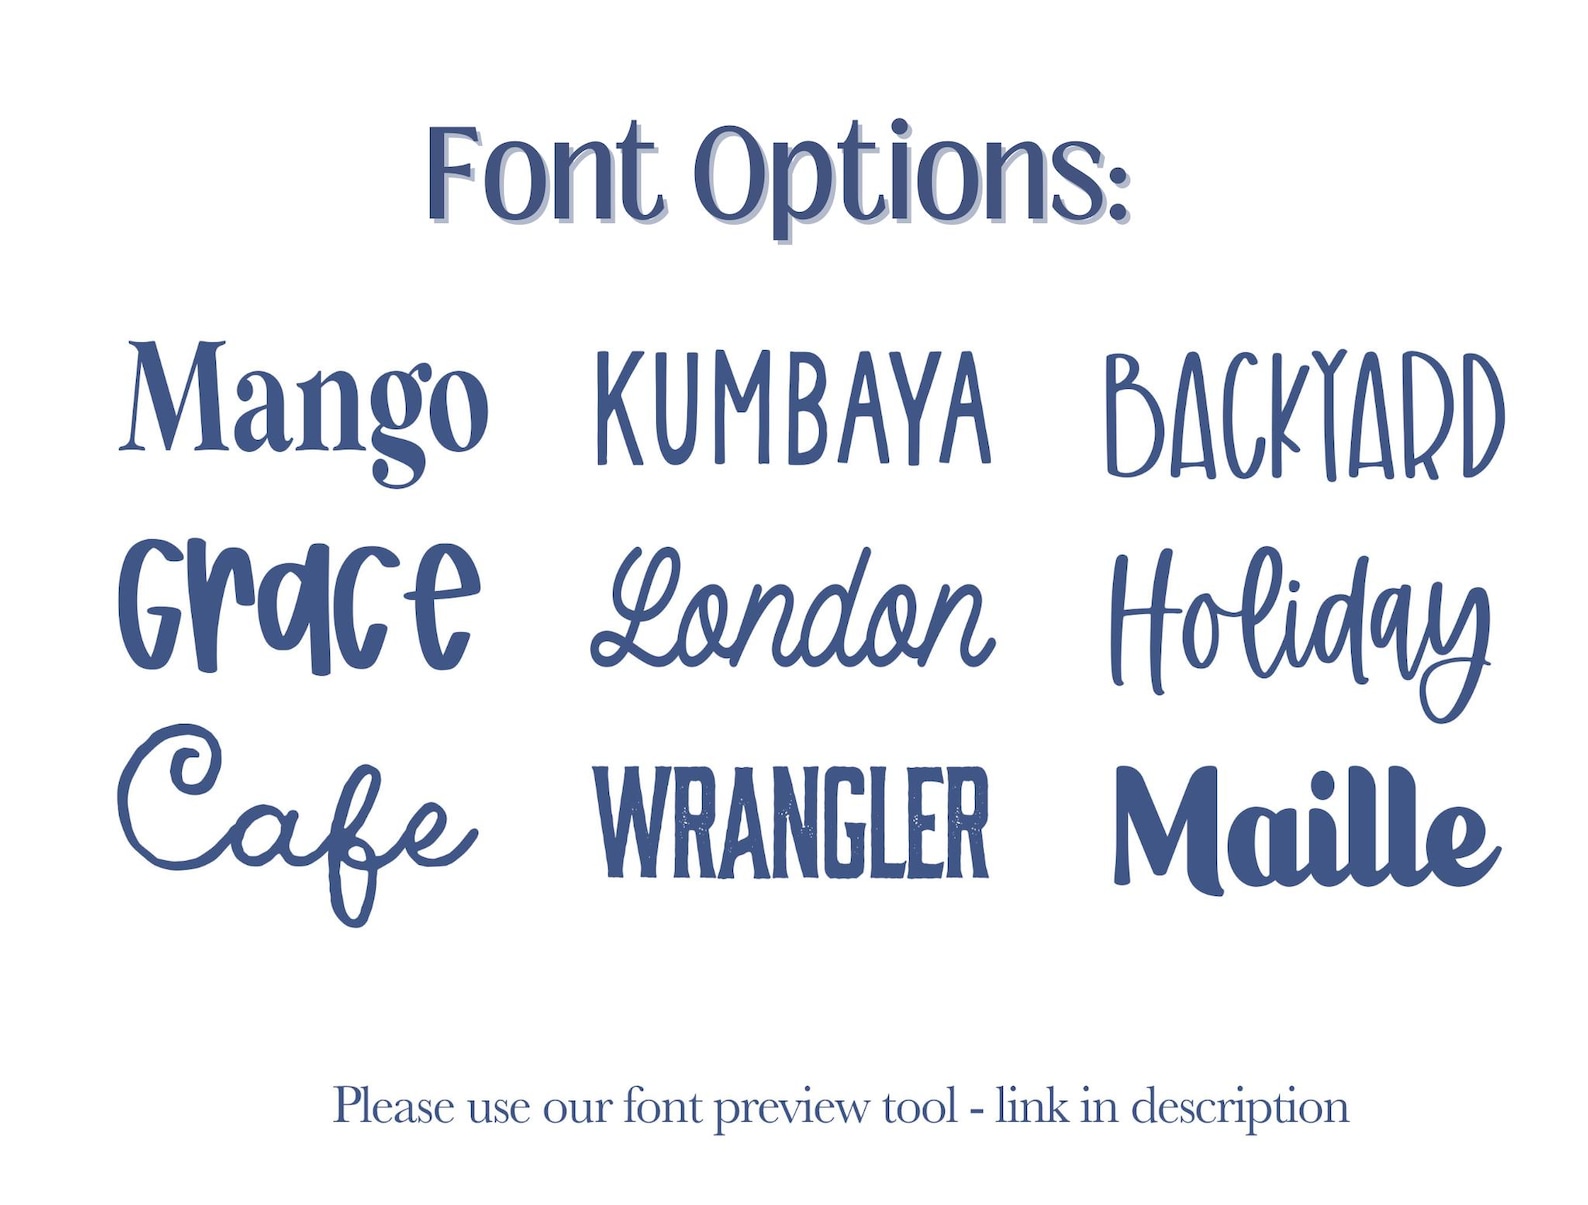 Font Options:
Mango KUMBAYA BACKYARD
Grace London Holiday
Cafe WRANGLER Maille
Please use our font preview tool - link in description